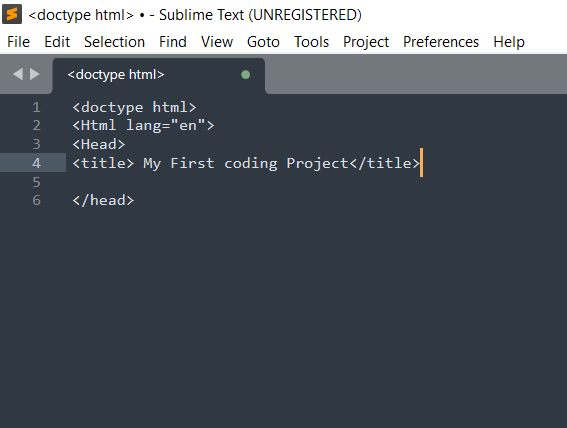 <doctype html> • - Sublime Text (UNREGISTERED)
File Edit Selection Find View Goto Tools Project Preferences Help
<doctype html>
1 <doctype html>
2 <Html lang="en">
3 <Head>
4 <title> My First coding Project</title>
5
6 </head>